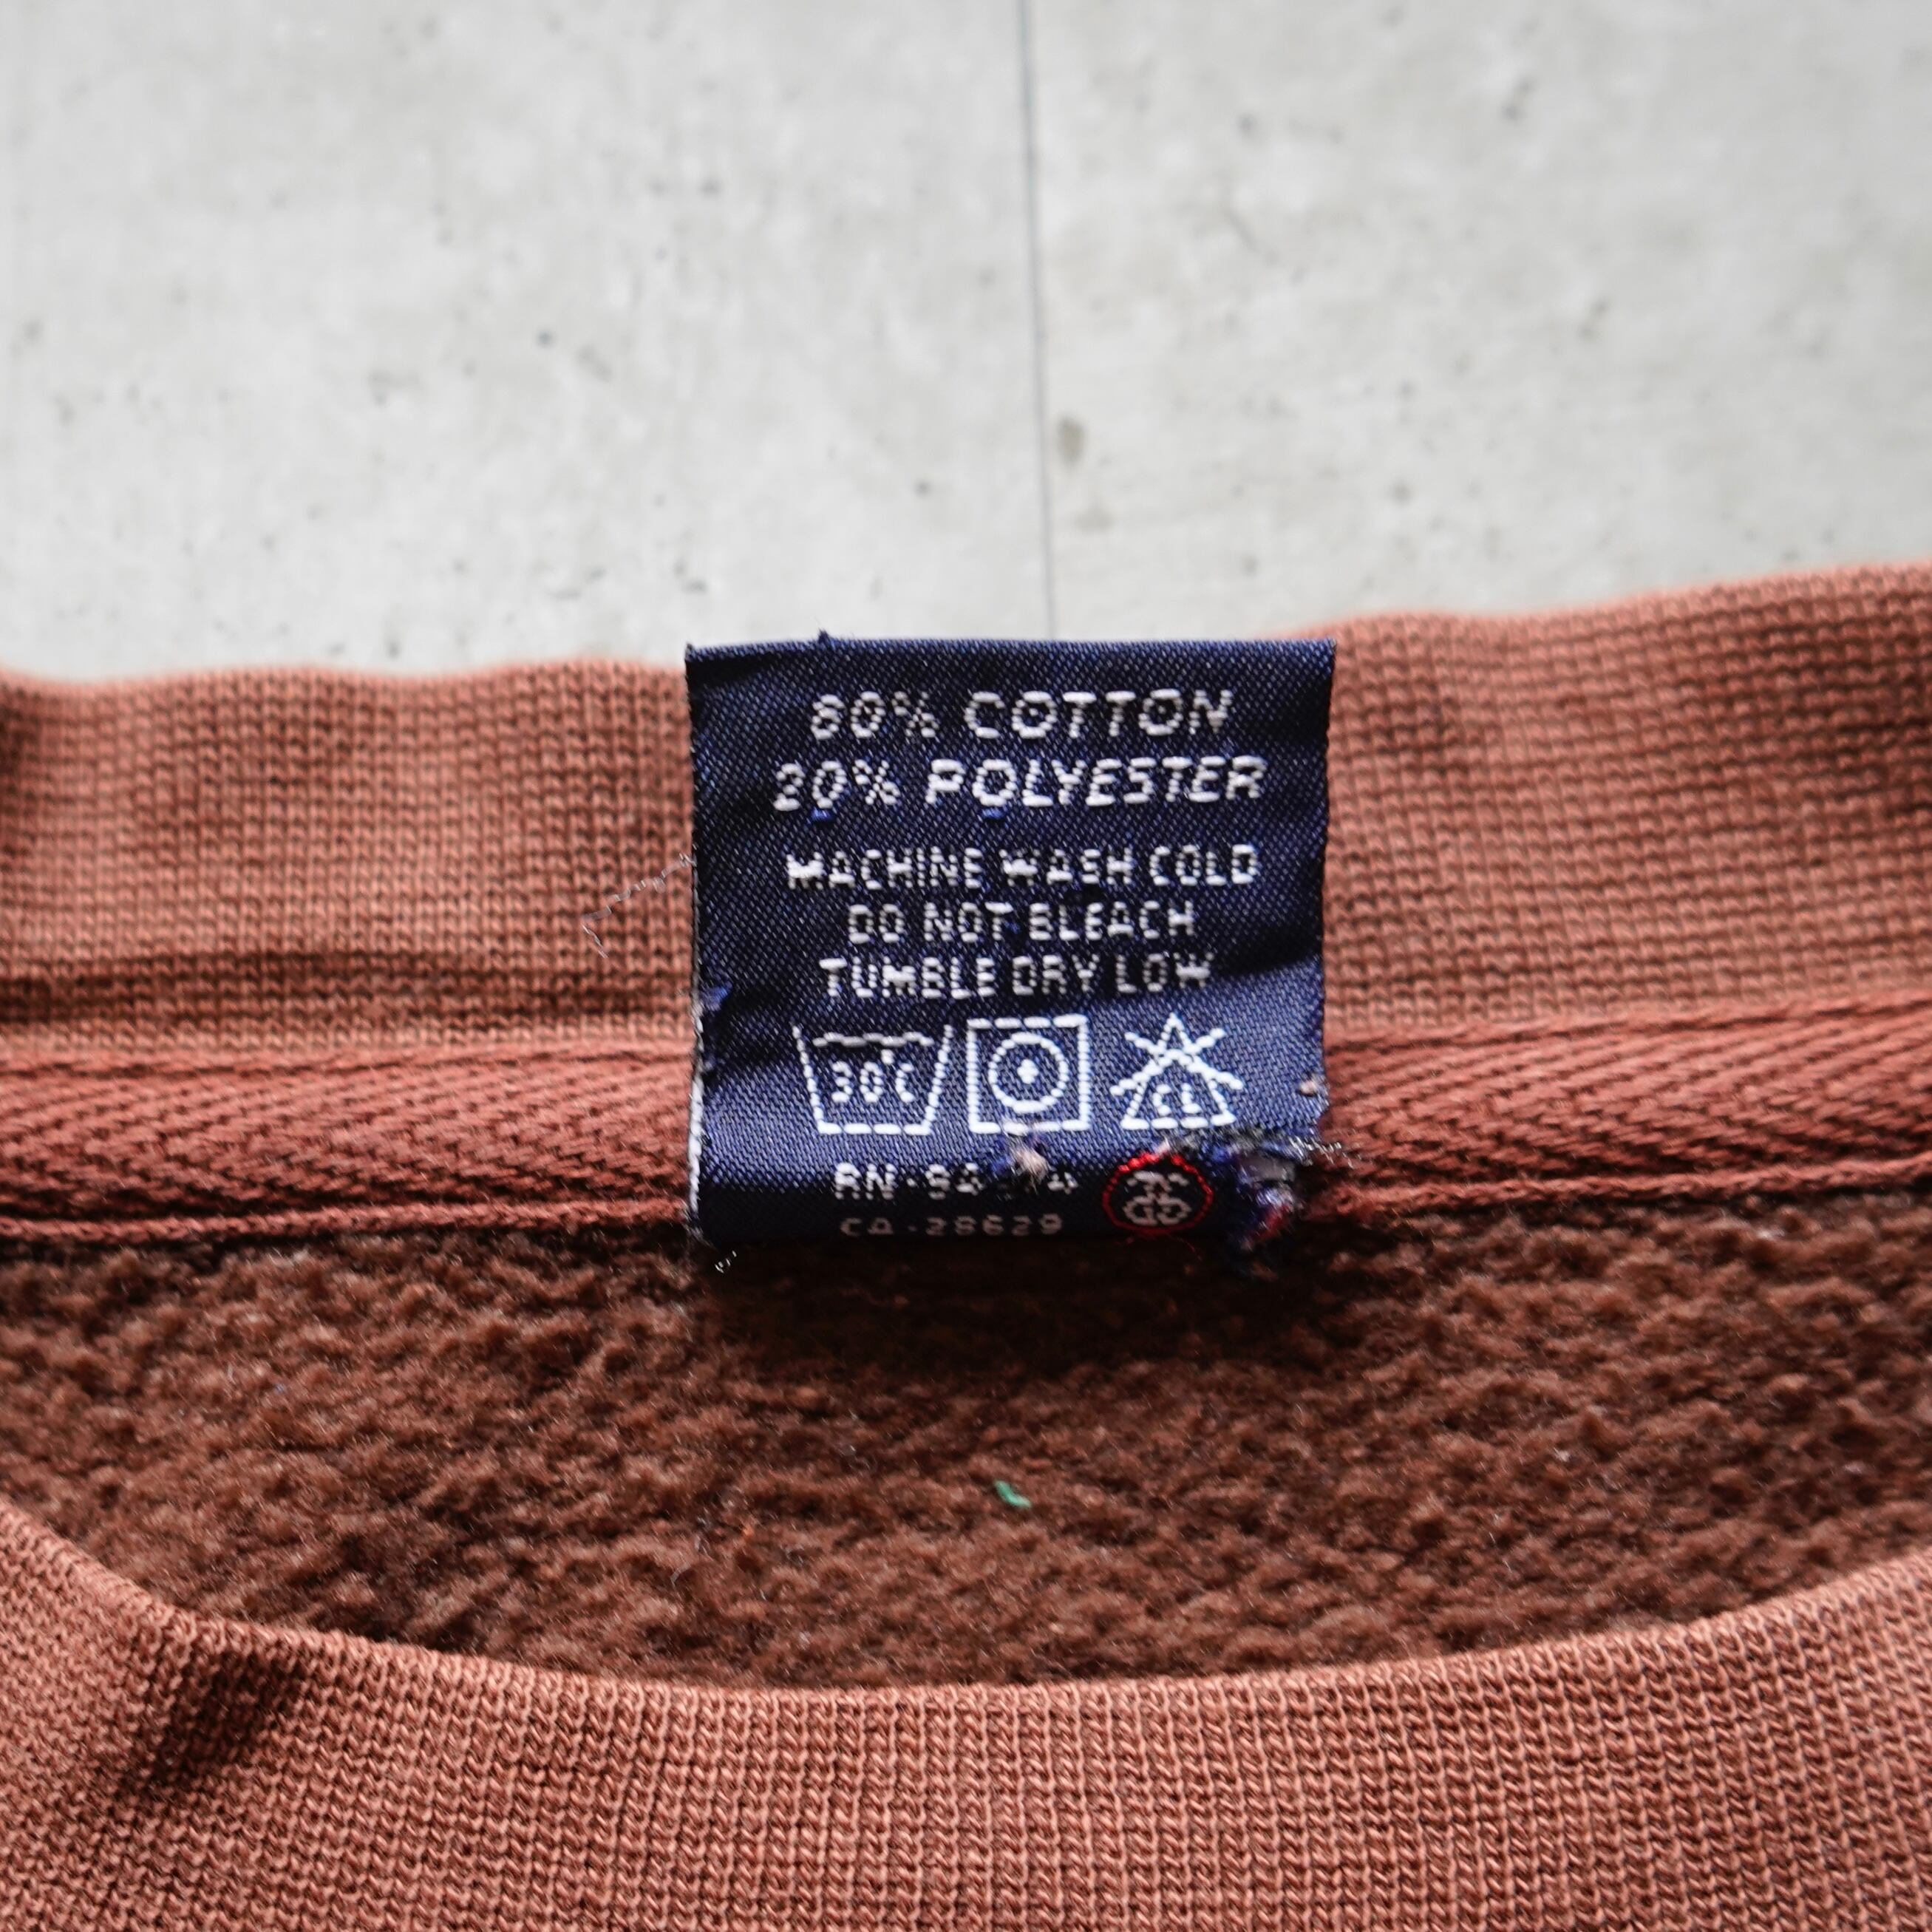 80% COTTON
20% POLYESTER
MACHINE WASH COLD
DO NOT BLEACH
TUMBLE DRY LOW
30°C
CL
CA-28629